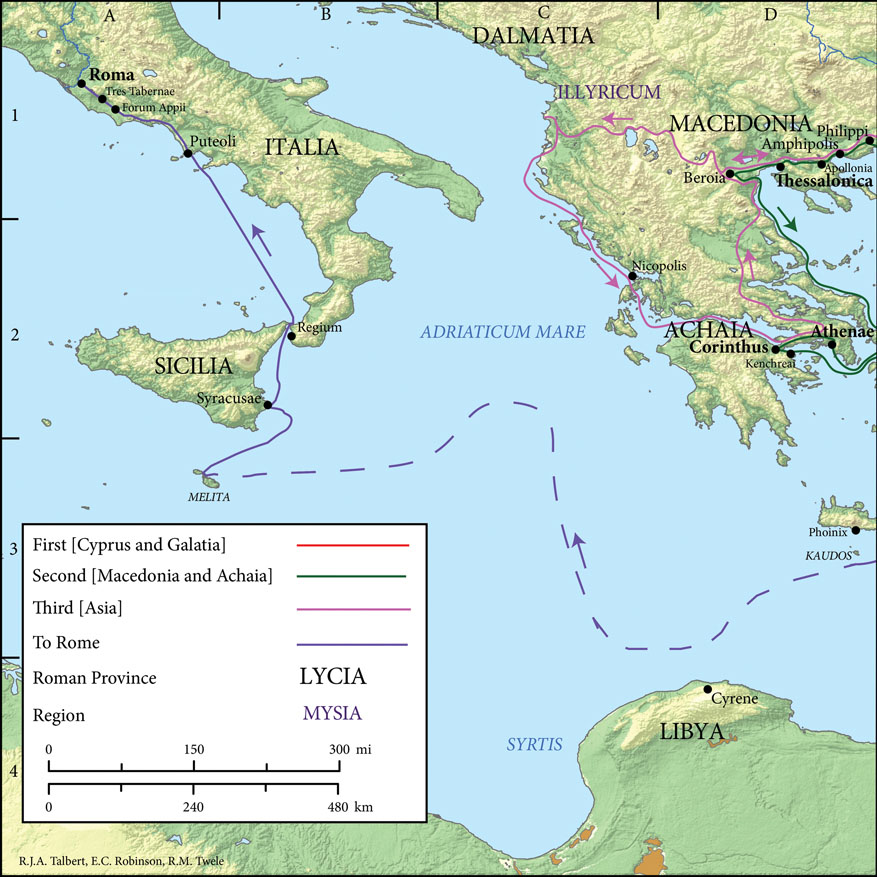 A
B
C
D
DALMATIA
Roma
Tres Tabernae
Forum Appii
ILLYRICUM
1
MACEDONIA
Philippi
Amphipolis
Puteoli
ITALIA
Apollonia
Beroia
Thessalonica
Nicopolis
2
Regium
ADRIATICUM MARE
ACHAIA
Athenae
Corinthus
Kenchreai
SICILIA
Syracusae
MELITA
Phoinix
KAUDOS
3
First [Cyprus and Galatia]
Second [Macedonia and Achaia]
Third [Asia]
To Rome
Roman Province LYCIA
Region MYSIA
0 150 300 mi
0 240 480 km
Cyrene
LIBYA
SYRTIS
4
R.J.A. Talbert, E.C. Robinson, R.M. Twele